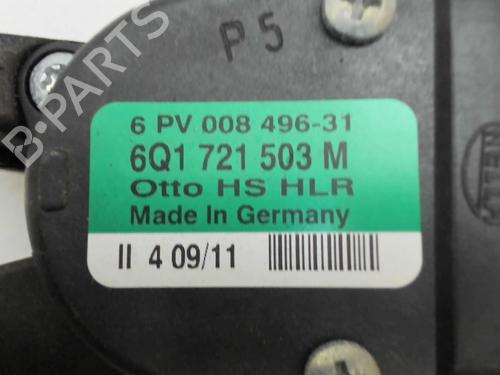 P 5
6 PV 008 496-31
6Q1 721 503 M
Otto HS HLR
Made In Germany
II 4 09/11
B-PARTS